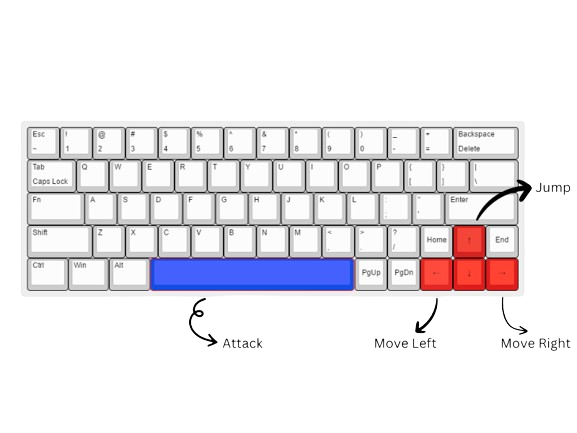 Esc ! @ # $ % ^ & * ( ) _ + Backspace
~ 1 2 3 4 5 6 7 8 9 0 - = Delete
Tab Q W E R T Y U I O P { } |
Caps Lock [ ] \
Fn A S D F G H J K L : " Enter
; '
Jump
Shift Z X C V B N M < > ? Home ↑ End
, . /
Ctrl Win Alt PgUp PgDn ← ↓ →
Attack
Move Left
Move Right